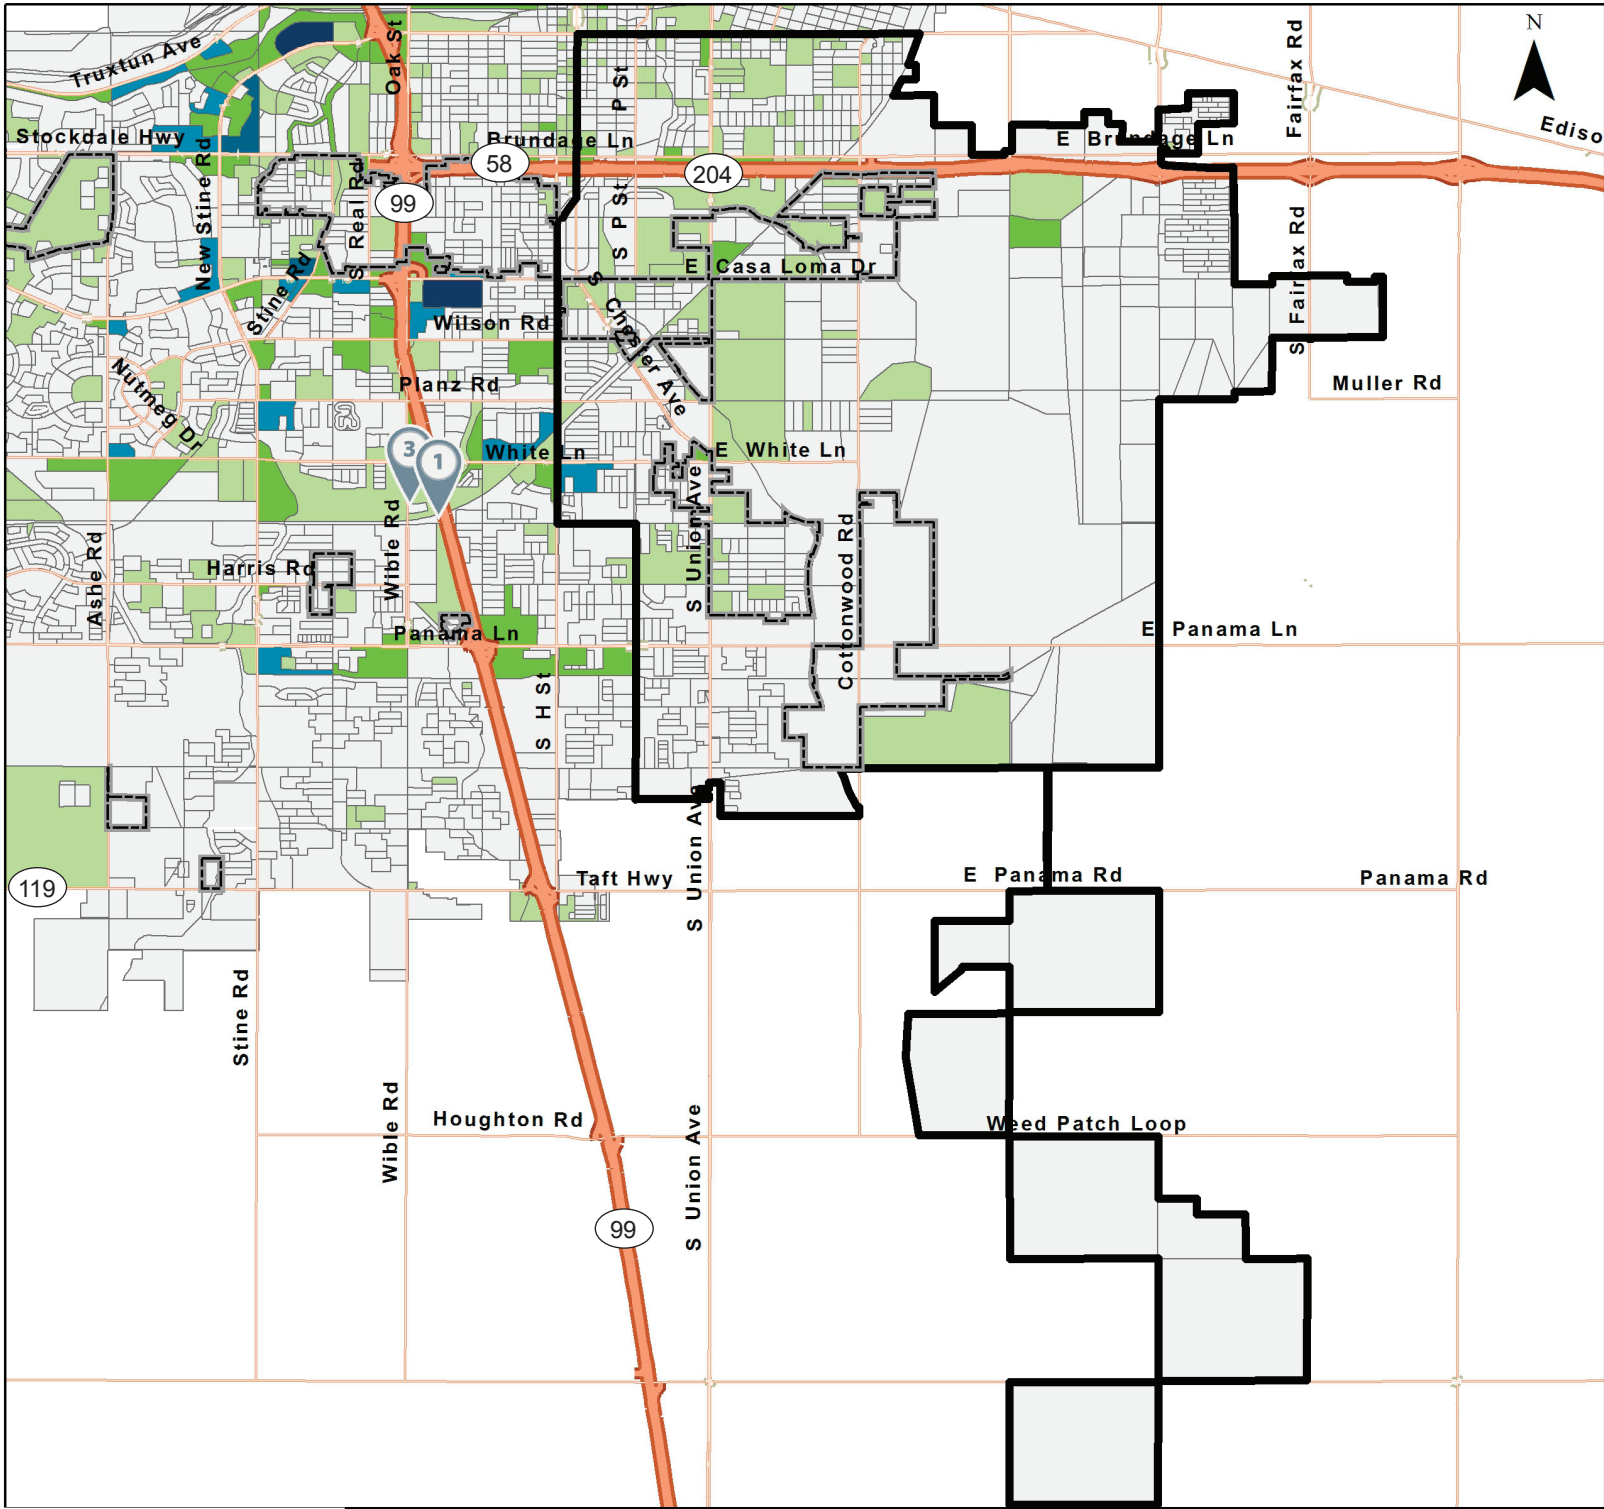 N
Truxtun Ave
Oak St
P St
Fairfax Rd
Stockdale Hwy
Brundage Ln
E Brundage Ln
Ediso
58
204
99
New Stine Rd
S Real Rd
S P St
S Fairfax Rd
Stine Rd
E Casa Loma Dr
Wilson Rd
S Chester Ave
Nutmeg Dr
Planz Rd
Muller Rd
3
1
White Ln
E White Ln
Ashe Rd
Harris Rd
Wible Rd
S Union Ave
Cottonwood Rd
Panama Ln
E Panama Ln
S H St
119
Taft Hwy
S Union Ave
E Panama Rd
Panama Rd
Stine Rd
Wible Rd
Houghton Rd
S Union Ave
Weed Patch Loop
99